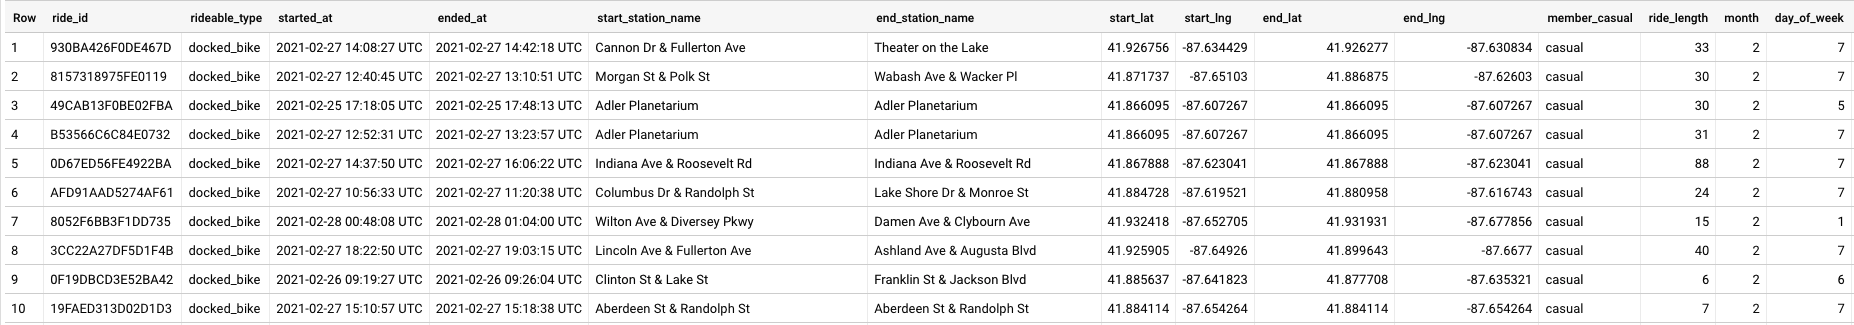 Row ride_id rideable_type started_at ended_at start_station_name end_station_name start_lat start_lng end_lat end_lng member_casual ride_length month day_of_week
1 930BA426F0DE467D docked_bike 2021-02-27 14:08:27 UTC 2021-02-27 14:42:18 UTC Cannon Dr & Fullerton Ave Theater on the Lake 41.926756 -87.634429 41.926277 -87.630834 casual 33 2 7
2 8157318975FE0119 docked_bike 2021-02-27 12:40:45 UTC 2021-02-27 13:10:51 UTC Morgan St & Polk St Wabash Ave & Wacker Pl 41.871737 -87.65103 41.886875 -87.62603 casual 30 2 7
3 49CAB13F0BE02FBA docked_bike 2021-02-25 17:18:05 UTC 2021-02-25 17:48:13 UTC Adler Planetarium Adler Planetarium 41.866095 -87.607267 41.866095 -87.607267 casual 30 2 5
4 B53566C6C84E0732 docked_bike 2021-02-27 12:52:31 UTC 2021-02-27 13:23:57 UTC Adler Planetarium Adler Planetarium 41.866095 -87.607267 41.866095 -87.607267 casual 31 2 7
5 0D67ED56FE4922BA docked_bike 2021-02-27 14:37:50 UTC 2021-02-27 16:06:22 UTC Indiana Ave & Roosevelt Rd Indiana Ave & Roosevelt Rd 41.867888 -87.623041 41.867888 -87.623041 casual 88 2 7
6 AFD91AAD5274AF61 docked_bike 2021-02-27 10:56:33 UTC 2021-02-27 11:20:38 UTC Columbus Dr & Randolph St Lake Shore Dr & Monroe St 41.884728 -87.619521 41.880958 -87.616743 casual 24 2 7
7 8052F6BB3F1DD735 docked_bike 2021-02-28 00:48:08 UTC 2021-02-28 01:04:00 UTC Wilton Ave & Diversey Pkwy Damen Ave & Clybourn Ave 41.932418 -87.652705 41.931931 -87.677856 casual 15 2 1
8 3CC22A27DF5D1F4B docked_bike 2021-02-27 18:22:50 UTC 2021-02-27 19:03:15 UTC Lincoln Ave & Fullerton Ave Ashland Ave & Augusta Blvd 41.925905 -87.64926 41.899643 -87.6677 casual 40 2 7
9 0F19DBCD3E52BA42 docked_bike 2021-02-26 09:19:27 UTC 2021-02-26 09:26:04 UTC Clinton St & Lake St Franklin St & Jackson Blvd 41.885637 -87.641823 41.877708 -87.635321 casual 6 2 6
10 19FAED313D02D1D3 docked_bike 2021-02-27 15:10:57 UTC 2021-02-27 15:18:38 UTC Aberdeen St & Randolph St Aberdeen St & Randolph St 41.884114 -87.654264 41.884114 -87.654264 casual 7 2 7